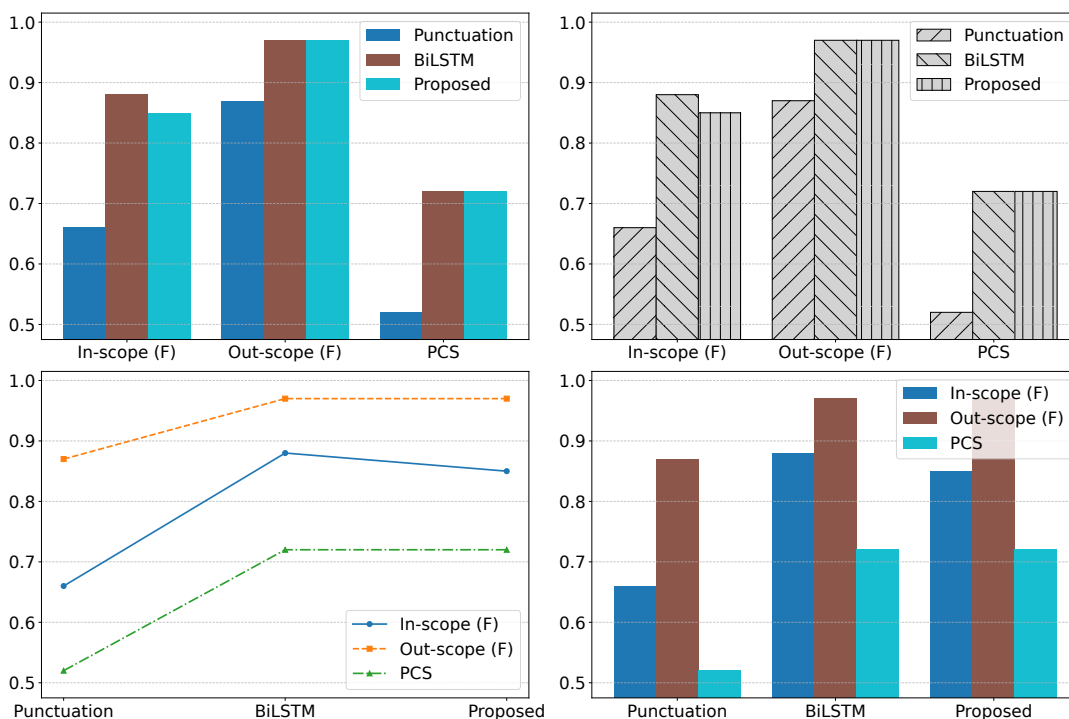 1.0
0.9
0.8
0.7
0.6
0.5
Punctuation
BiLSTM
Proposed
In-scope (F)
Out-scope (F)
PCS
1.0
0.9
0.8
0.7
0.6
0.5
Punctuation
BiLSTM
Proposed
In-scope (F)
Out-scope (F)
PCS
1.0
0.9
0.8
0.7
0.6
0.5
In-scope (F)
Out-scope (F)
PCS
Punctuation
BiLSTM
Proposed
1.0
0.9
0.8
0.7
0.6
0.5
In-scope (F)
Out-scope (F)
PCS
Punctuation
BiLSTM
Proposed